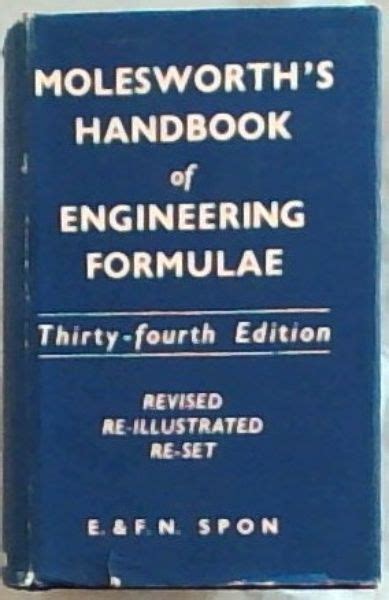 MOLESWORTH'S
HANDBOOK
of
ENGINEERING
FORMULAE
Thirty-fourth Edition
REVISED
RE-ILLUSTRATED
RE-SET
E. & F. N. SPON